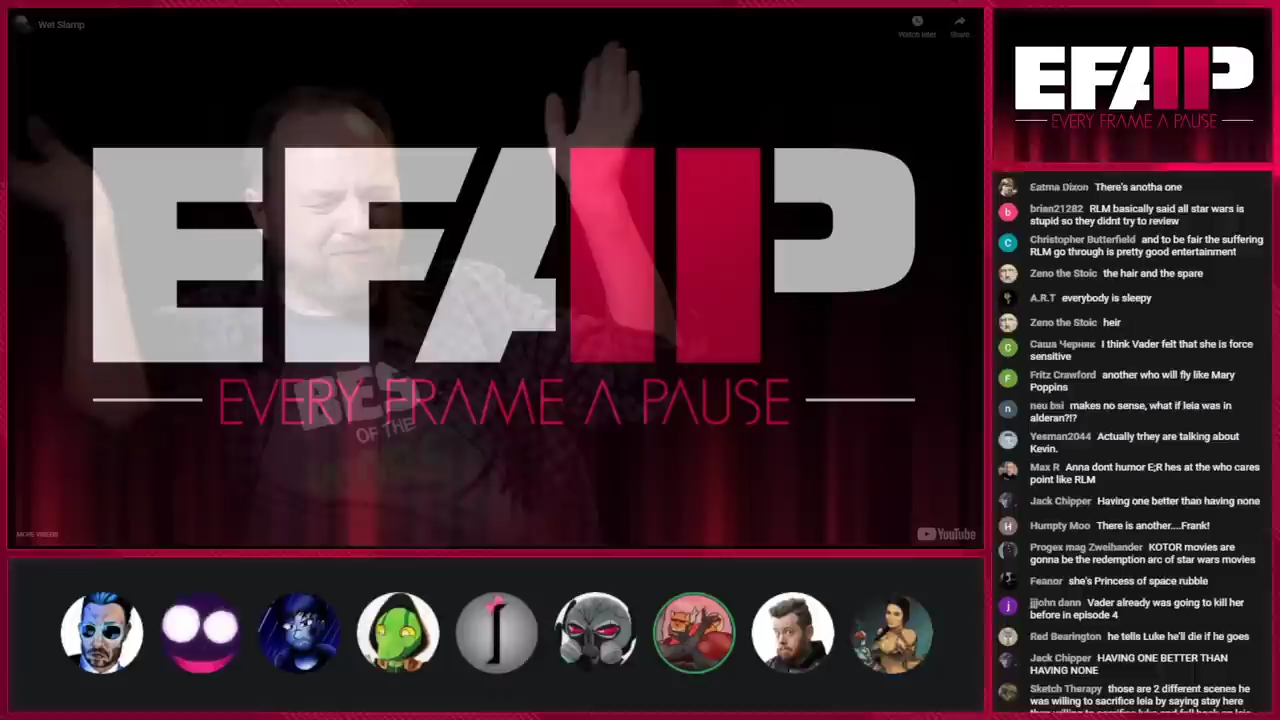 Wet Slamp
Watch later
Share
EFAP
EVERY FRAME A PAUSE
OF THE
MORE VIDEOS
YouTube
EFAP
EVERY FRAME A PAUSE
Eatma Dixon There's anotha one
brian21282 RLM basically said all star wars is
stupid so they didnt try to review
Christopher Butterfield and to be fair the suffering
RLM go through is pretty good entertainment
Zeno the Stoic the hair and the spare
A.R.T everybody is sleepy
Zeno the Stoic heir
Саша Черняк I think Vader felt that she is force
sensitive
Fritz Crawford another who will fly like Mary
Poppins
neu bsi makes no sense, what if leia was in
alderan?!?
Yesman2044 Actually trhey are talking about
Kevin.
Max R Anna dont humor E;R hes at the who cares
point like RLM
Jack Chipper Having one better than having none
Humpty Moo There is another....Frank!
Progex mag Zweihander KOTOR movies are
gonna be the redemption arc of star wars movies
Feanor she's Princess of space rubble
jjjohn dann Vader already was going to kill her
before in episode 4
Red Bearington he tells Luke he'll die if he goes
Jack Chipper HAVING ONE BETTER THAN
HAVING NONE
Sketch Therapy those are 2 different scenes he
was willing to sacrifice leia by saying stay here